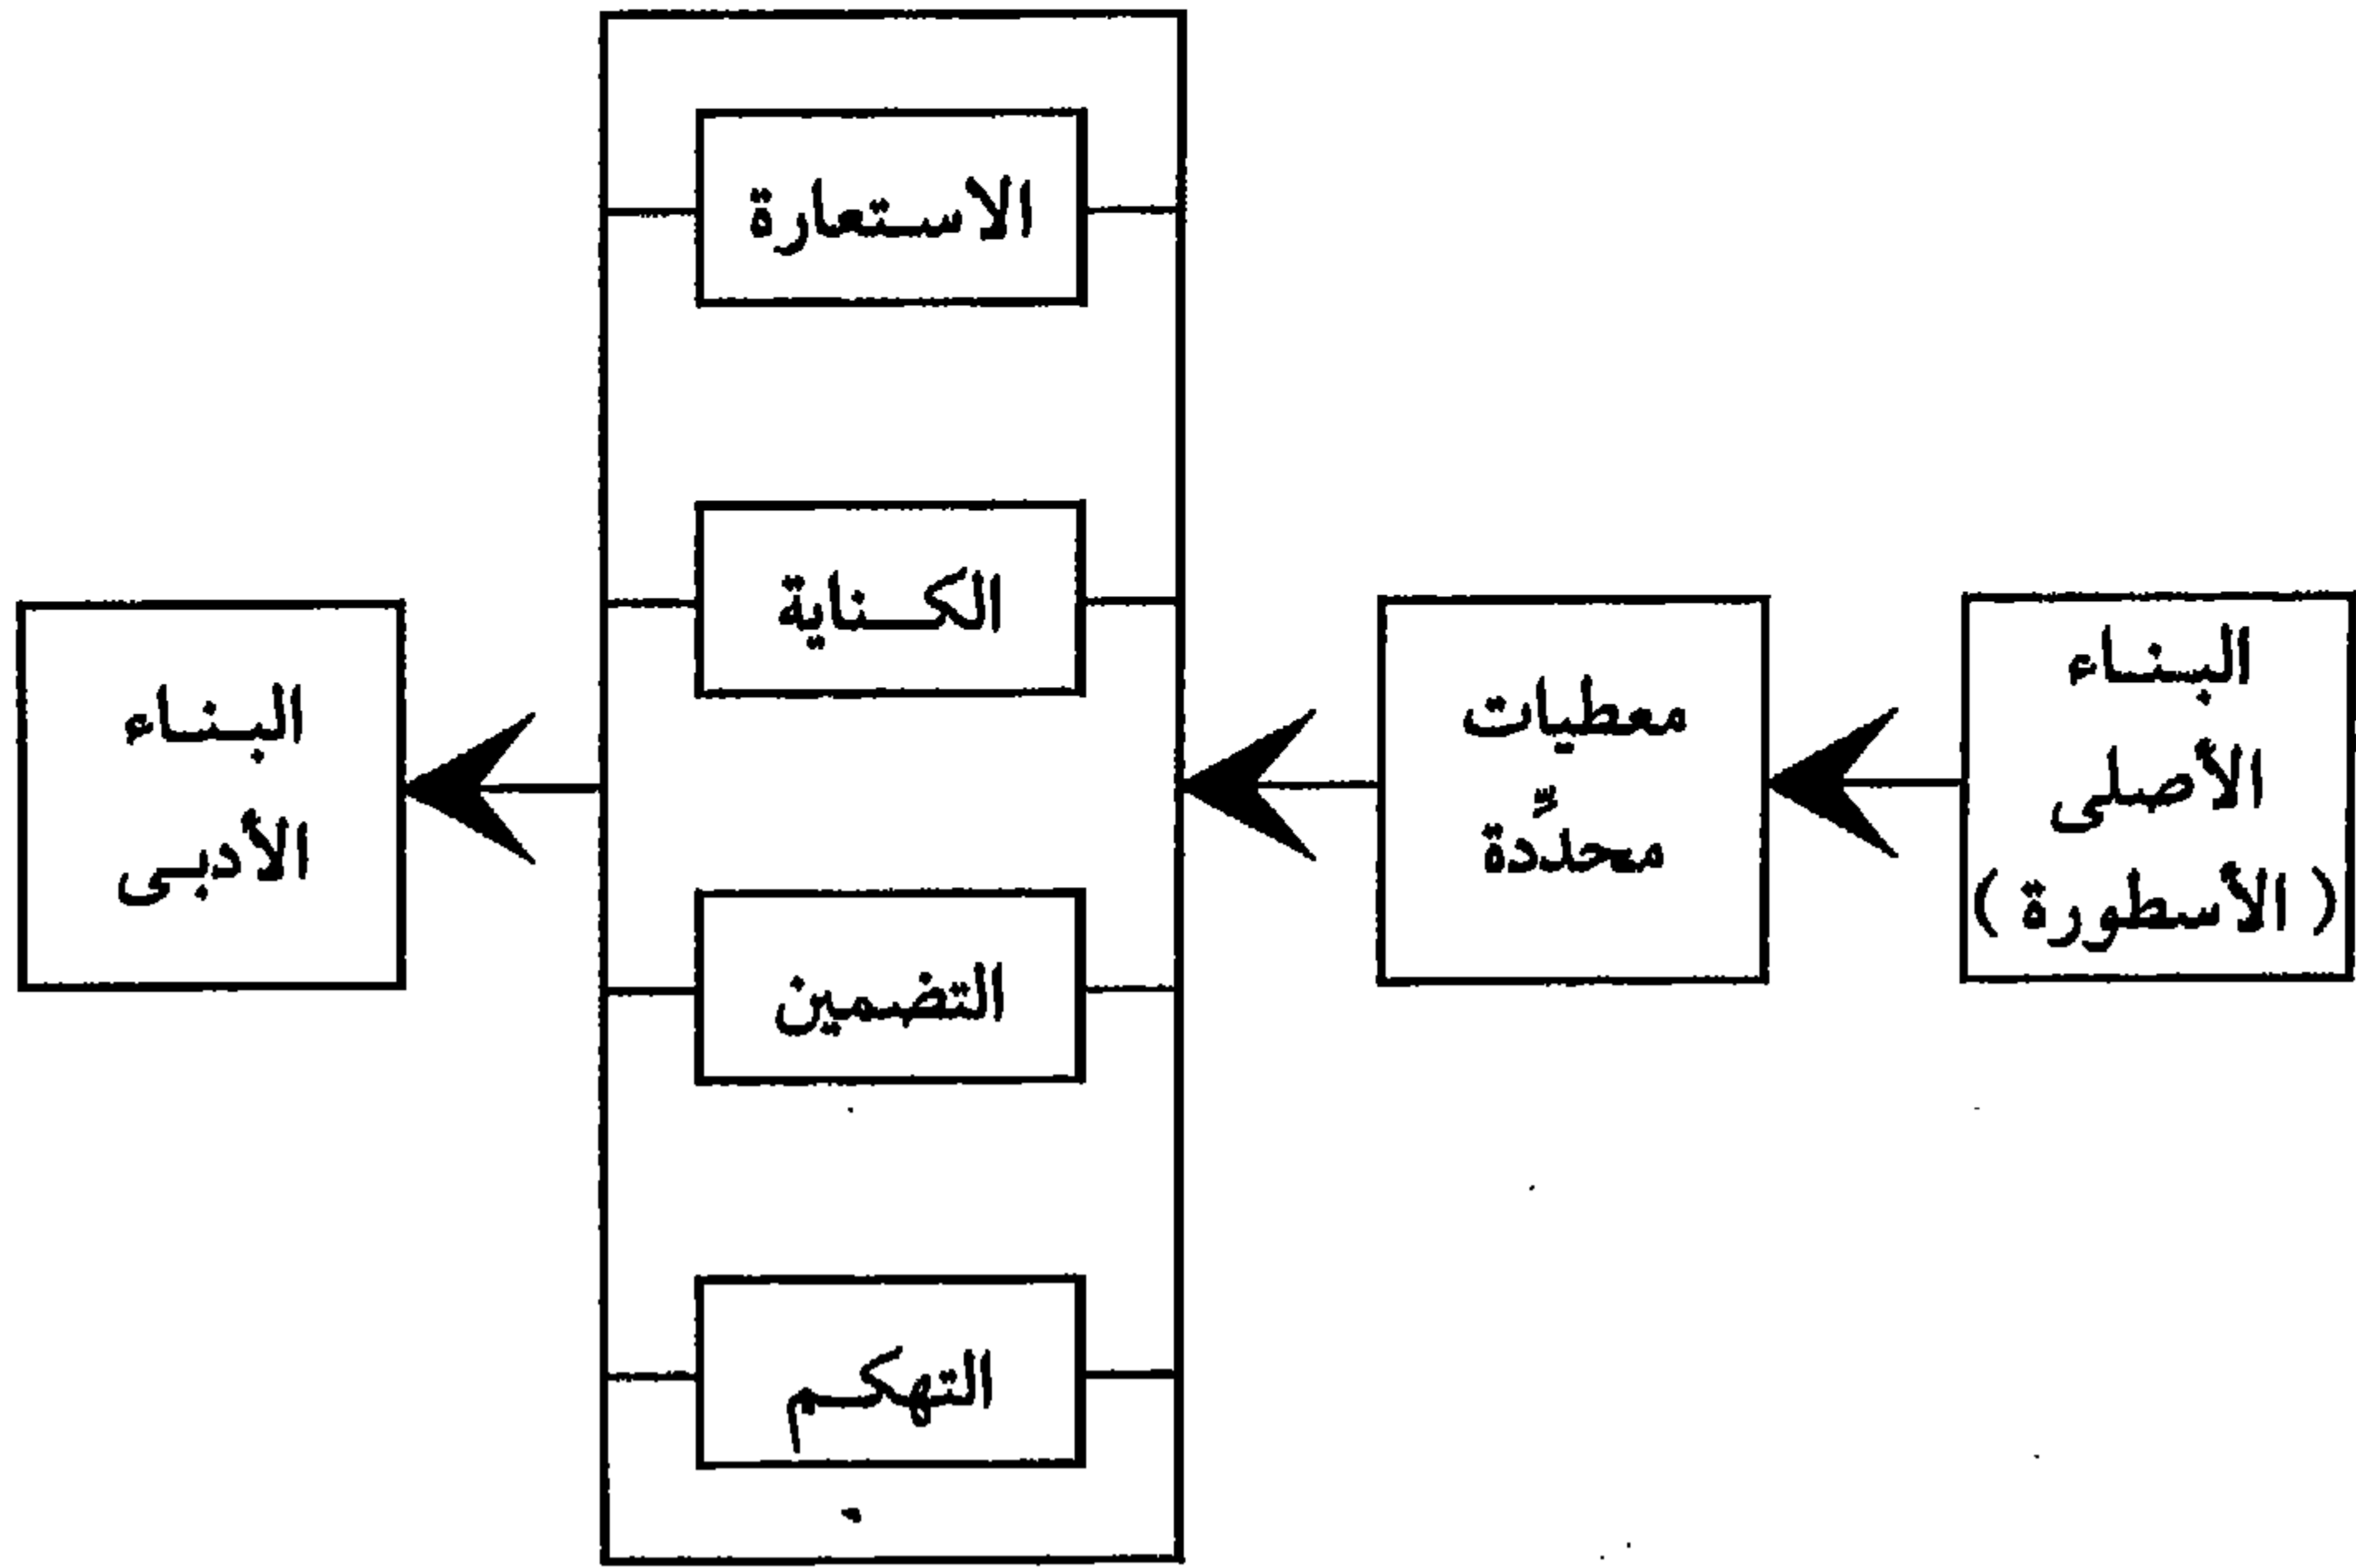 البناء
الأصلى
( الأسطورة )
معطيات
محدّدة
الاستعارة
الكناية
التضمين
التهكم
البناء
الأدبى